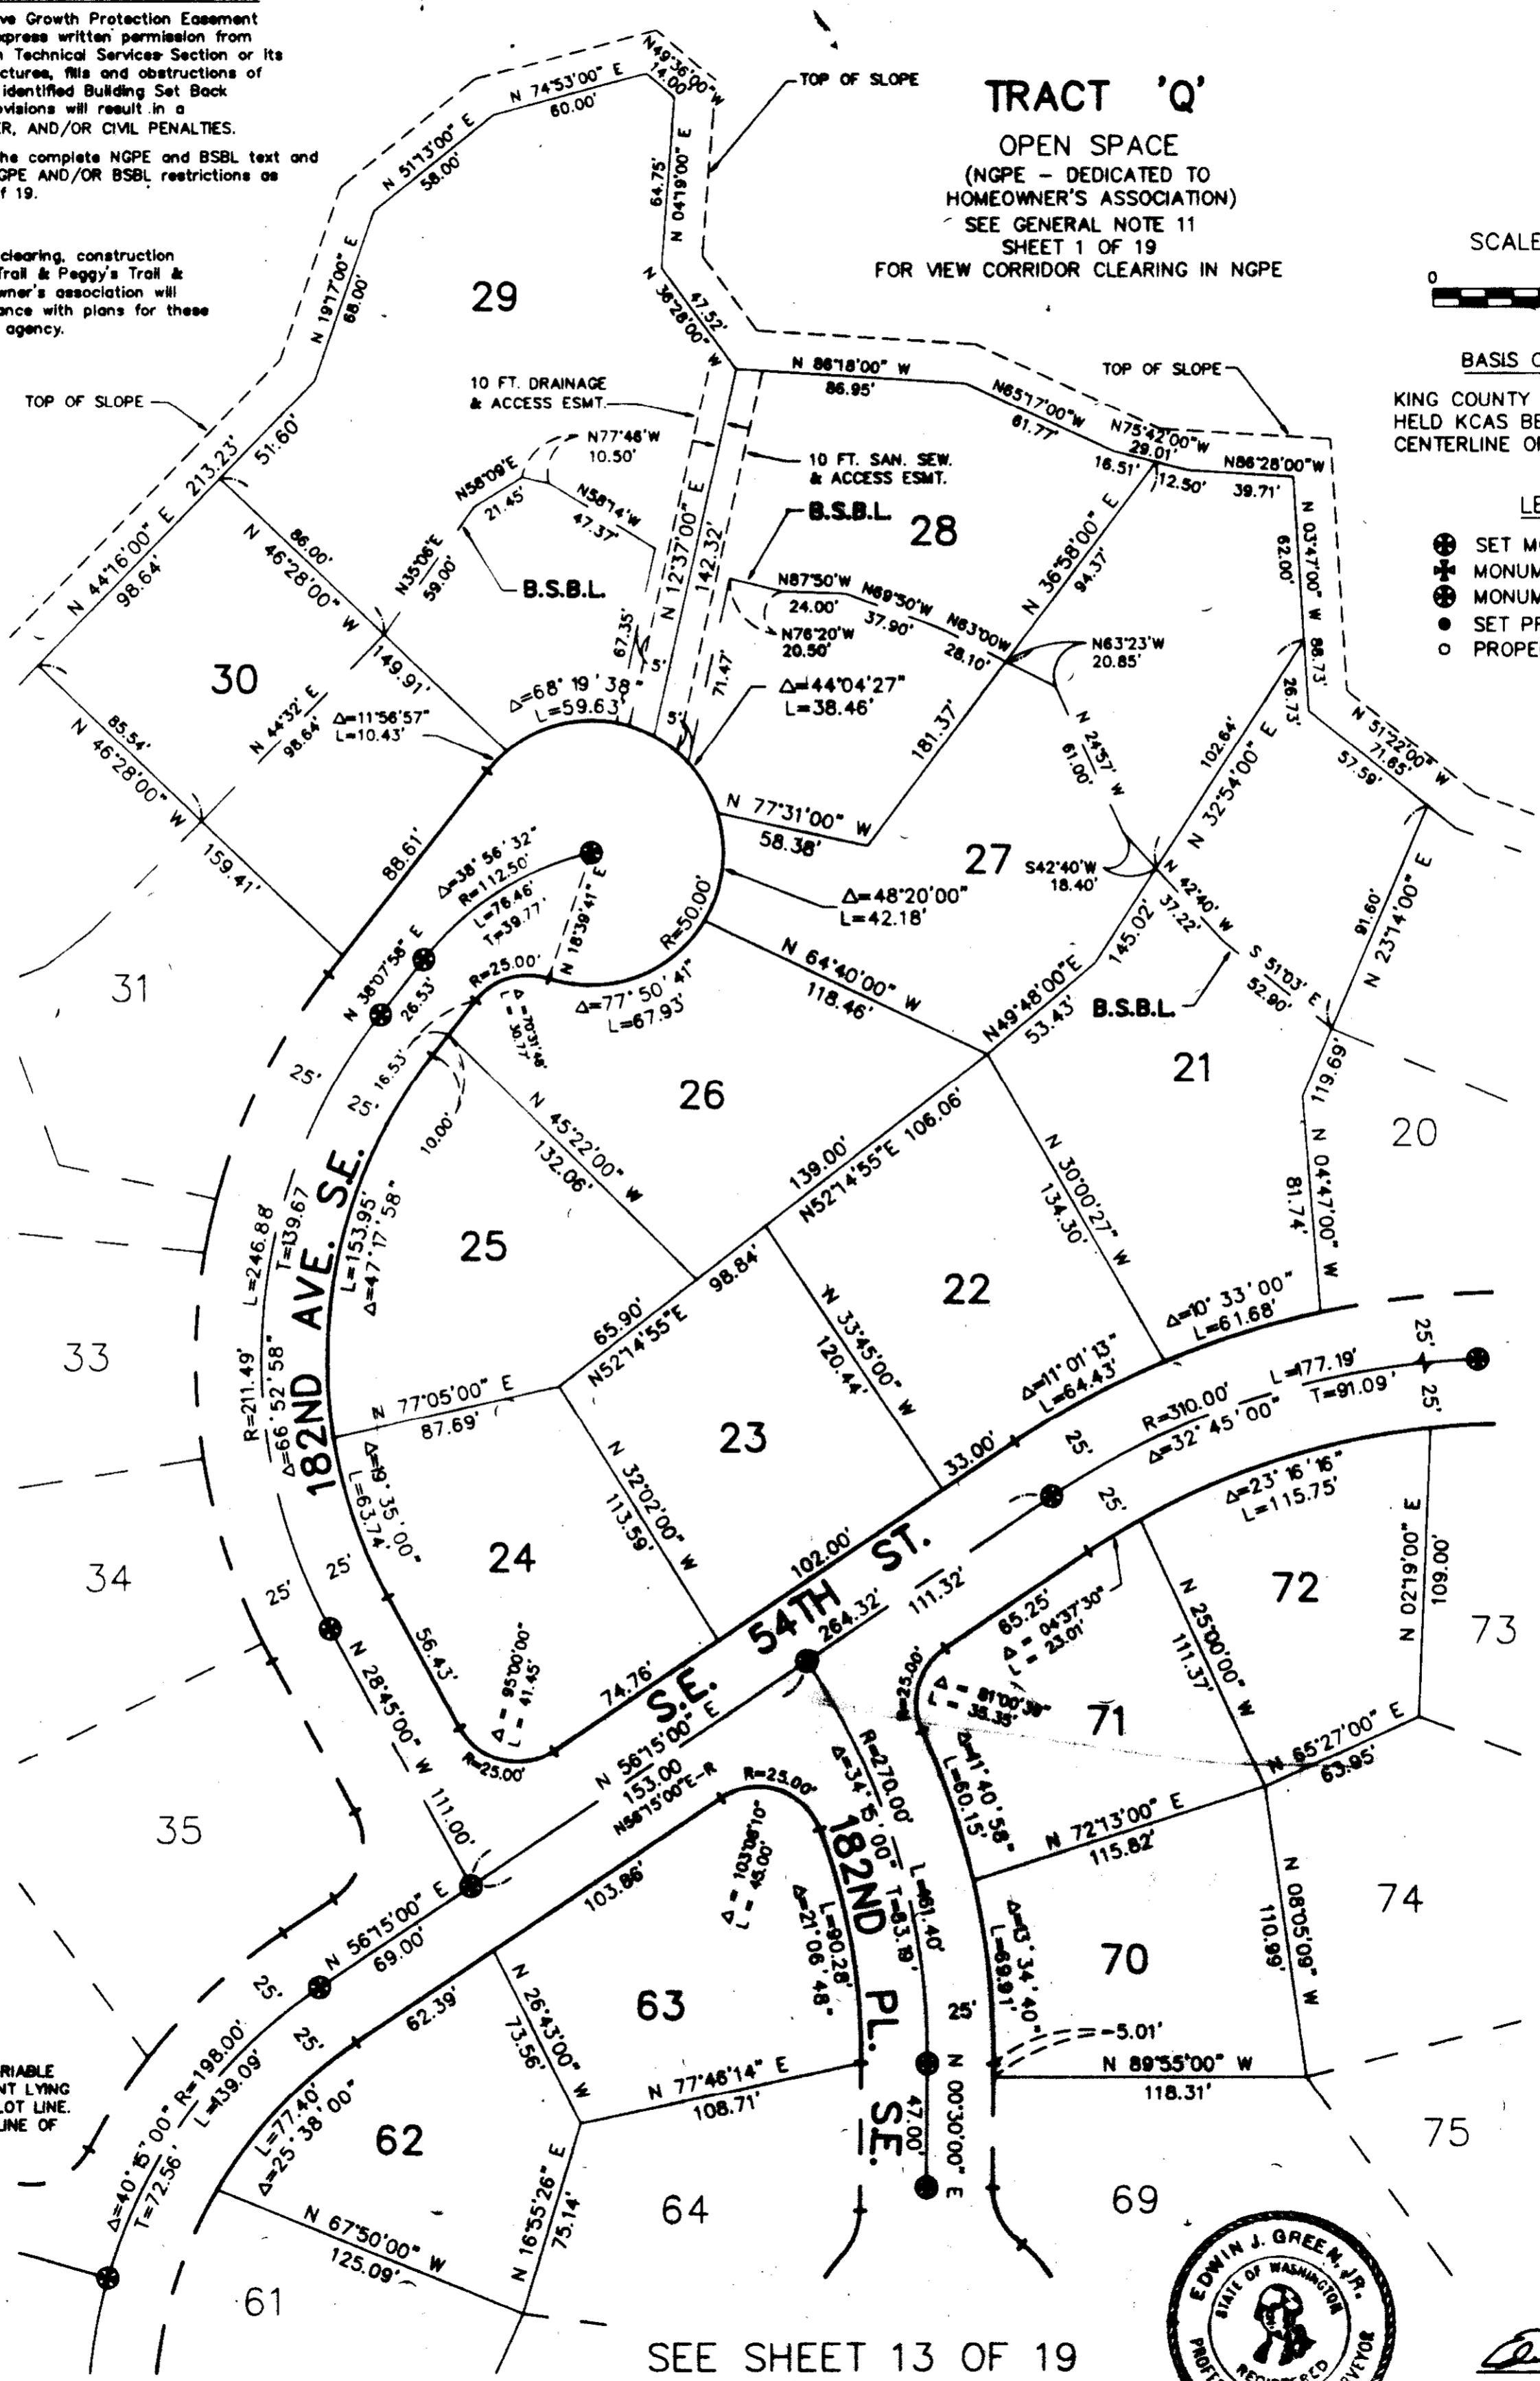 ve Growth Protection Easement
xpress written permission from
n Technical Services Section or its
ctures, fills and obstructions of
identified Building Set Back
ovisions will result in a
ER, AND/OR CIVIL PENALTIES.
he complete NGPE and BSBL text and
GPE AND/OR BSBL restrictions as
f 19.
clearing, construction
Trail & Peggy's Trail &
wner's association will
ance with plans for these
agency.
TRACT 'Q'
OPEN SPACE
(NGPE – DEDICATED TO
HOMEOWNER'S ASSOCIATION)
SEE GENERAL NOTE 11
SHEET 1 OF 19
FOR VIEW CORRIDOR CLEARING IN NGPE
SCALE
0
BASIS O
KING COUNTY
HELD KCAS BE
CENTERLINE O
LE
SET M
MONUM
MONUM
SET P
PROPE
TOP OF SLOPE
TOP OF SLOPE
TOP OF SLOPE
N 49°36'00" W
14.00'
N 74°53'00" E
60.00'
N 51°13'00" E
58.00'
N 04°19'00" E
64.75'
N 19°17'00" E
68.00'
N 36°28'00" W
47.52'
29
N 86°18'00" W
86.95'
N65°17'00"W
61.77'
N75°42'00"W
29.01'
16.51'
12.50'
N86°28'00"W
39.71'
10 FT. DRAINAGE
& ACCESS ESMT.
N77°46'W
10.50'
N58°09'E
21.45'
N58°14'W
47.37'
N35°06'E
59.00'
B.S.B.L.
10 FT. SAN. SEW.
& ACCESS ESMT.
B.S.B.L.
28
N 12°37'00" E
142.32'
67.35'
71.47'
5'
5'
N87°50'W
24.00'
N76°20'W
20.50'
N69°50'W
37.90'
N63°00W
28.10'
N63°23'W
20.85'
N 36°58'00" E
94.37'
181.37'
N 03°47'00" W
62.00'
88.73'
26.73'
N 51°22'00" W
71.65'
57.59'
213.23'
51.60'
N 44°16'00" E
98.64'
86.00'
N 46°28'00" W
149.91'
30
N 44°32' E
98.64'
85.54'
N 46°28'00" W
159.41'
Δ=11°56'57"
L=10.43'
Δ=68°19'38"
L=59.63'
Δ=44°04'27"
L=38.46'
N 77°31'00" W
58.38'
27
N 24°57' W
61.00'
102.64'
N 32°54'00" E
145.02'
S42°40'W
18.40'
N 42°40' W
37.22'
S 51°03' E
52.90'
B.S.B.L.
91.60'
N 23°14'00" E
119.69'
88.61'
Δ=38°56'32"
R=112.50'
L=76.46'
T=39.77'
N 18°39'41" E
R=50.00'
Δ=48°20'00"
L=42.18'
31
N 38°07'58" E
26.53'
R=25.00'
Δ=70°31'48"
L=30.77'
Δ=77°50'41"
L=67.93'
N 64°40'00" W
118.46'
N49°48'00"E
53.43'
25'
25'
16.53'
10.00'
26
21
20
N 45°22'00" W
132.06'
139.00'
N52°14'55"E
106.06'
N 30°00'27" W
134.30'
N 04°47'00" W
81.74'
182ND AVE. S.E.
L=246.88'
T=139.67
R=211.49'
Δ=66°52'58"
L=153.95'
Δ=47°17'58"
25
98.84'
65.90'
N52°14'55"E
22
N 33°45'00" W
120.44'
Δ=10°33'00"
L=61.68'
Δ=11°01'13"
L=64.43'
25'
25'
L=177.19'
T=91.09'
R=310.00'
Δ=32°45'00"
33
N 77°05'00" E
87.69'
Δ=19°35'00"
L=63.74'
N 32°02'00" W
113.59'
23
33.00'
25'
25'
Δ=23°16'16"
L=115.75'
34
25'
25'
24
102.00'
S.E. 54TH ST.
264.32'
111.32'
65.25'
Δ = 04°37'30"
L = 23.01'
72
N 02°19'00" E
109.00'
73
N 25°00'00" W
111.37'
56.43'
Δ = 95°00'00"
L = 41.45'
R=25.00'
74.76'
N 28°45'00" W
111.00'
N 56°15'00" E
153.00
N56°15'00"E-R
R=25.00'
Δ = 81°00'39"
L = 35.35'
71
N 65°27'00" E
63.95'
R=25.00'
Δ = 103°08'10"
L = 45.00'
R=270.00'
Δ=34°15'00"
L=161.40'
T=83.19'
Δ=11°40'58"
L=60.15'
N 72°13'00" E
115.82'
35
103.86'
182ND PL. S.E.
L=90.28'
Δ=21°06'48"
Δ=13°34'40"
L=69.91'
70
N 08°05'09" W
110.99'
74
N 56°15'00" E
69.00'
25'
25'
62.39'
N 26°43'00" W
73.56'
63
25'
5.01'
N 89°55'00" W
118.31'
R=198.00'
L=139.09'
Δ=40°15'00"
T=72.56'
L=77.40'
Δ=25°38'00"
62
N 77°46'14" E
108.71'
N 00°30'00" E
47.00'
75
RIABLE
NT LYING
LOT LINE.
LINE OF
N 67°50'00" W
125.09'
N 16°55'26" E
75.14'
64
69
61
SEE SHEET 13 OF 19
EDWIN J. GREEN, JR.
STATE OF WASHINGTON
REGISTERED